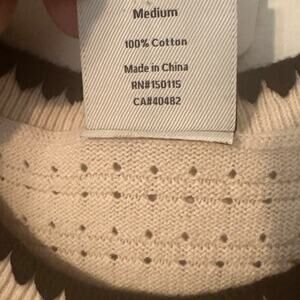 Medium
100% Cotton
Made in China
RN#150115
CA#40482